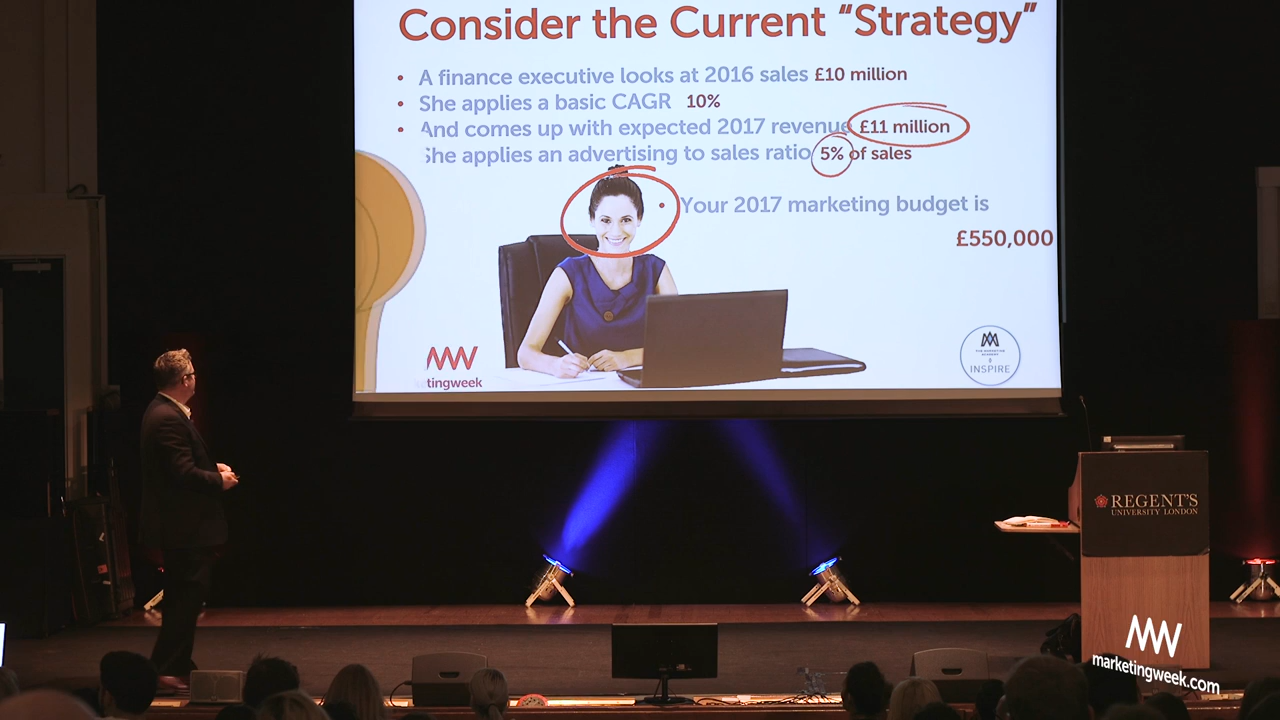 Consider the Current “Strategy”
• A finance executive looks at 2016 sales £10 million
• She applies a basic CAGR 10%
• And comes up with expected 2017 revenue £11 million
She applies an advertising to sales ratio 5% of sales
• Your 2017 marketing budget is
£550,000
tingweek
INSPIRE
REGENT'S
UNIVERSITY LONDON
MW
marketingweek.com